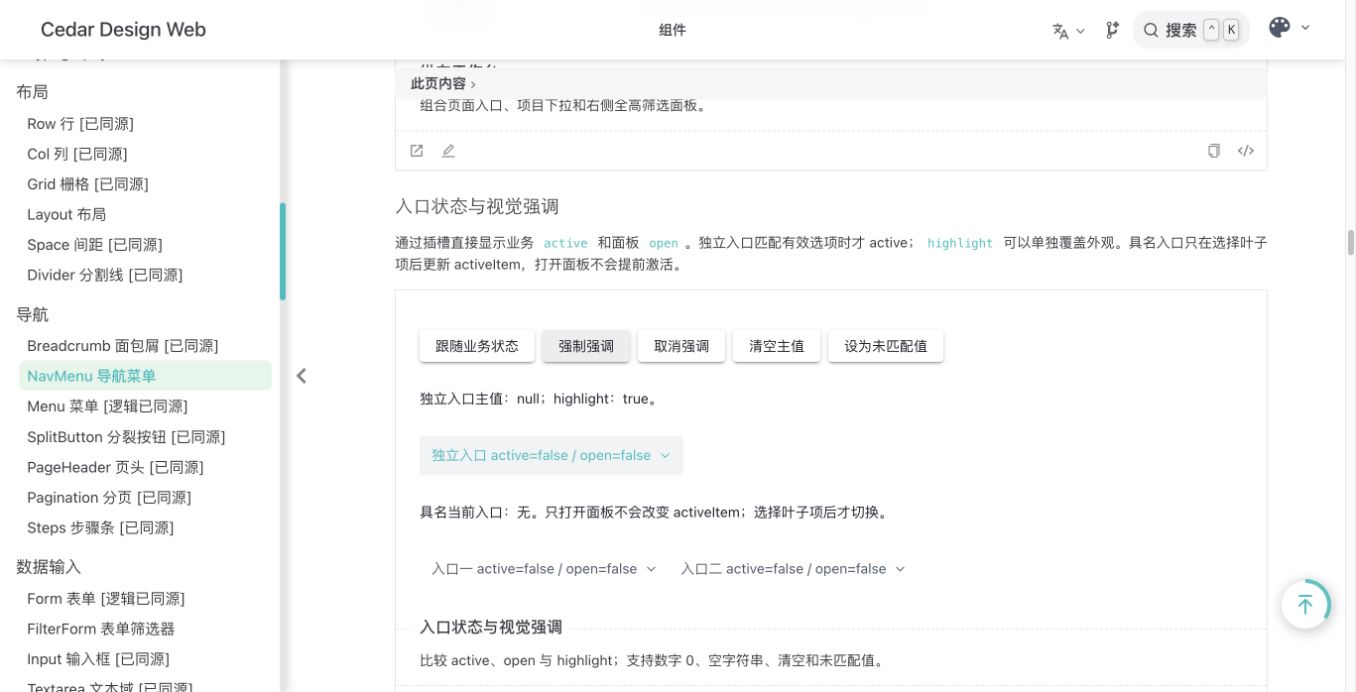 Cedar Design Web
组件
搜索 ^ K
布局
Row 行 [已同源]
Col 列 [已同源]
Grid 栅格 [已同源]
Layout 布局
Space 间距 [已同源]
Divider 分割线 [已同源]
导航
Breadcrumb 面包屑 [已同源]
NavMenu 导航菜单
Menu 菜单 [逻辑已同源]
SplitButton 分裂按钮 [已同源]
PageHeader 页头 [已同源]
Pagination 分页 [已同源]
Steps 步骤条 [已同源]
数据输入
Form 表单 [逻辑已同源]
FilterForm 表单筛选器
Input 输入框 [已同源]
Textarea 文本域 [已同源]
此页内容 ›
组合页面入口、项目下拉和右侧全高筛选面板。
入口状态与视觉强调
通过插槽直接显示业务 active 和面板 open 。独立入口匹配有效选项时才 active； highlight 可以单独覆盖外观。具名入口只在选择叶子
项后更新 activeItem，打开面板不会提前激活。
跟随业务状态 强制强调 取消强调 清空主值 设为未匹配值
独立入口主值：null；highlight：true。
独立入口 active=false / open=false
具名当前入口：无。只打开面板不会改变 activeItem；选择叶子项后才切换。
入口一 active=false / open=false 入口二 active=false / open=false
入口状态与视觉强调
比较 active、open 与 highlight；支持数字 0、空字符串、清空和未匹配值。